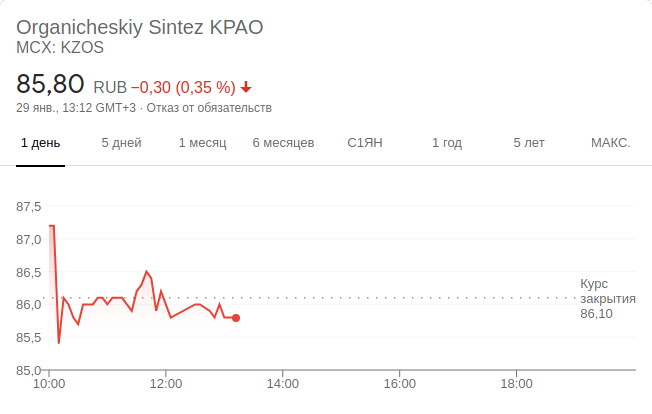 Organicheskiy Sintez KPAO
MCX: KZOS
85,80 RUB −0,30 (0,35 %)
29 янв., 13:12 GMT+3 · Отказ от обязательств
1 день 5 дней 1 месяц 6 месяцев С1ЯН 1 год 5 лет МАКС.
87,5
87,0
86,5
Курс
закрытия
86,10
86,0
85,5
85,0
10:00 12:00 14:00 16:00 18:00